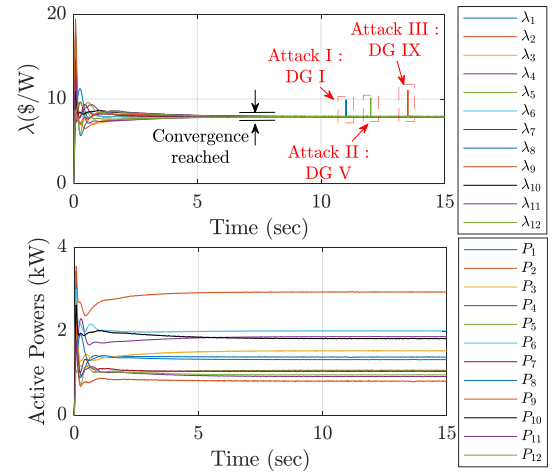 20
10
0
λ($/W)
Attack I :
DG I
Attack III :
DG IX
Convergence
reached
Attack II :
DG V
0
5
10
15
Time (sec)
λ1
λ2
λ3
λ4
λ5
λ6
λ7
λ8
λ9
λ10
λ11
λ12
4
2
0
Active Powers (kW)
0
5
10
15
Time (sec)
P1
P2
P3
P4
P5
P6
P7
P8
P9
P10
P11
P12